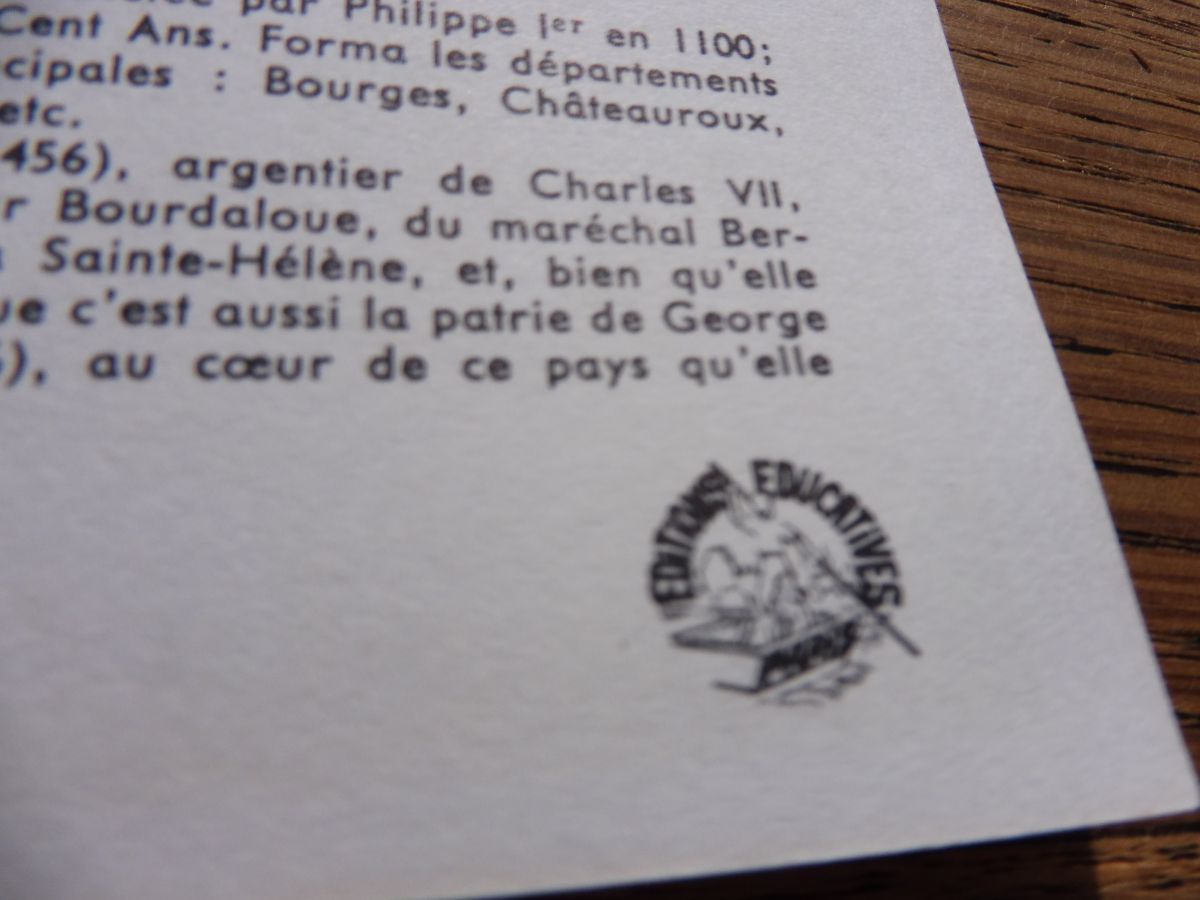 par Philippe Ier en 1100;
Cent Ans. Forma les départements
cipales : Bourges, Châteauroux,
etc.
456), argentier de Charles VII,
r Bourdaloue, du maréchal Ber-
Sainte-Hélène, et, bien qu'elle
ue c'est aussi la patrie de George
), au cœur de ce pays qu'elle
EDITIONS EDUCATIVES
PARIS